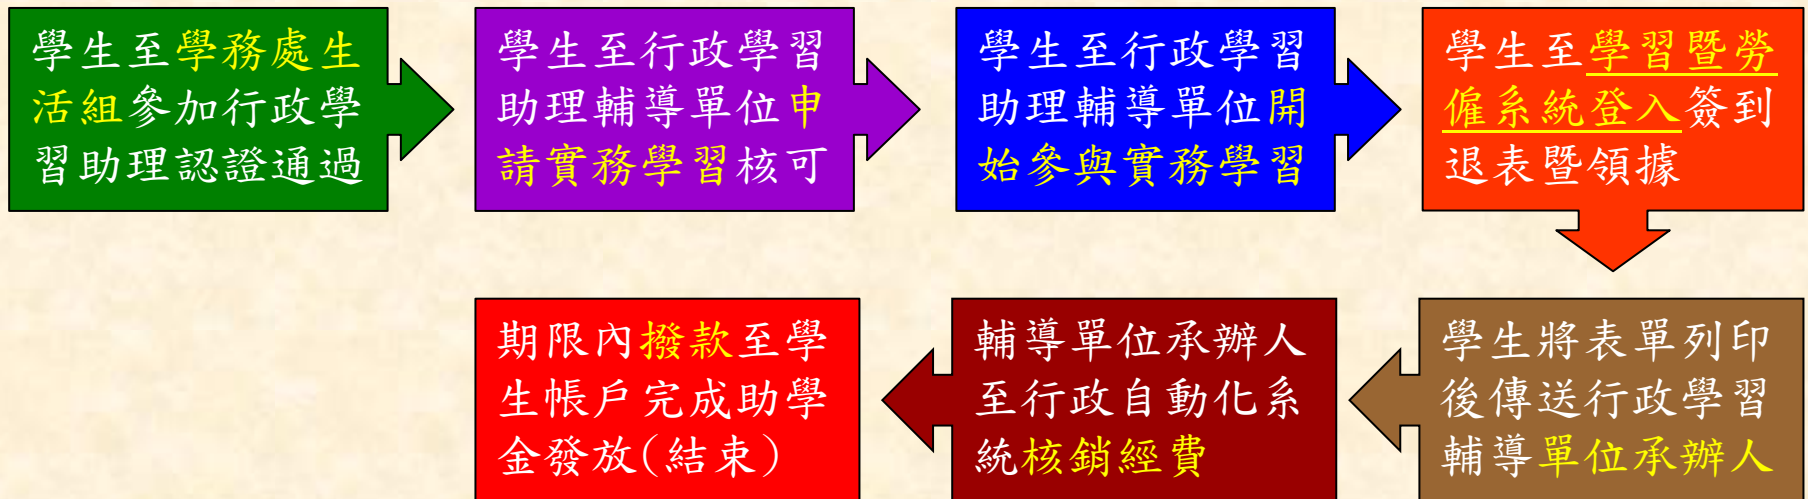 學生至學務處生
活組參加行政學
習助理認證通過
學生至行政學習
助理輔導單位申
請實務學習核可
學生至行政學習
助理輔導單位開
始參與實務學習
學生至學習暨勞
僱系統登入簽到
退表暨領據
學生將表單列印
後傳送行政學習
輔導單位承辦人
輔導單位承辦人
至行政自動化系
統核銷經費
期限內撥款至學
生帳戶完成助學
金發放(結束)